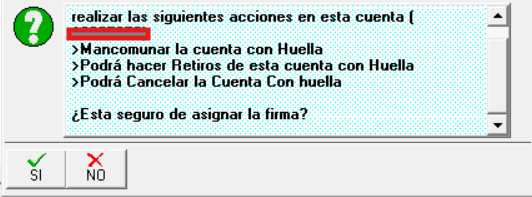 realizar las siguientes acciones en esta cuenta (
>Mancomunar la cuenta con Huella
>Podrá hacer Retiros de esta cuenta con Huella
>Podrá Cancelar la Cuenta Con huella
¿Esta seguro de asignar la firma?
SI
NO